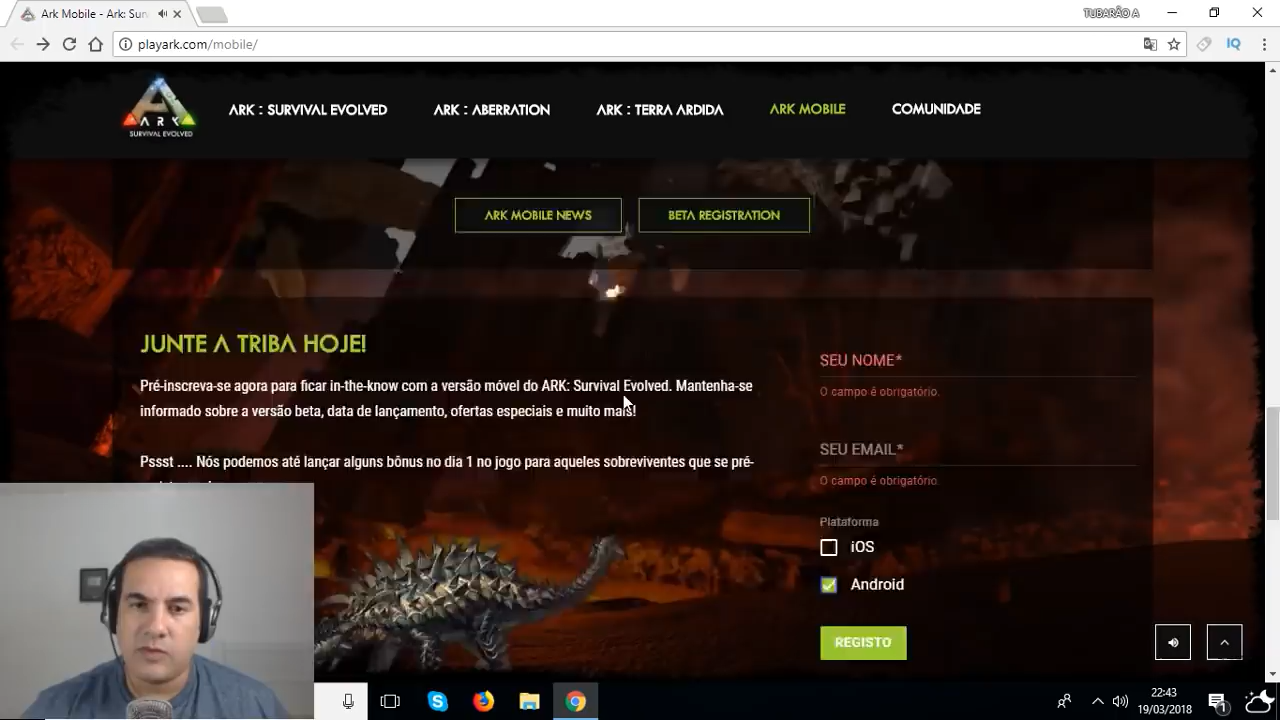 Ark Mobile - Ark: Sur
TUBARÃO A
playark.com/mobile/
IQ
ARK
SURVIVAL EVOLVED
ARK : SURVIVAL EVOLVED
ARK : ABERRATION
ARK : TERRA ARDIDA
ARK MOBILE
COMUNIDADE
ARK MOBILE NEWS
BETA REGISTRATION
JUNTE A TRIBA HOJE!
Pré-inscreva-se agora para ficar in-the-know com a versão móvel do ARK: Survival Evolved. Mantenha-se
informado sobre a versão beta, data de lançamento, ofertas especiais e muito mais!
Pssst .... Nós podemos até lançar alguns bônus no dia 1 no jogo para aqueles sobreviventes que se pré-
SEU NOME*
O campo é obrigatório.
SEU EMAIL*
O campo é obrigatório.
Plataforma
iOS
Android
REGISTO
22:43
19/03/2018
1